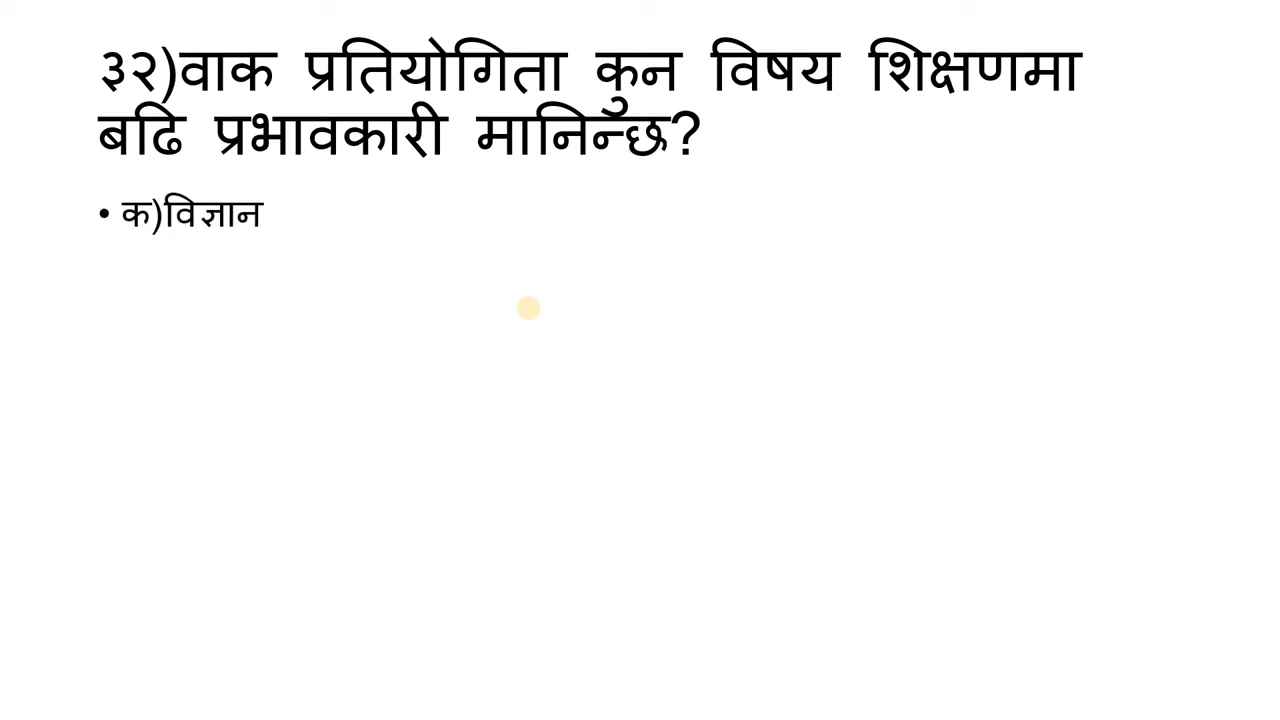 ३२)वाक प्रतियोगिता कुन विषय शिक्षणमा
बढि प्रभावकारी मानिन्छ?
• क)विज्ञान